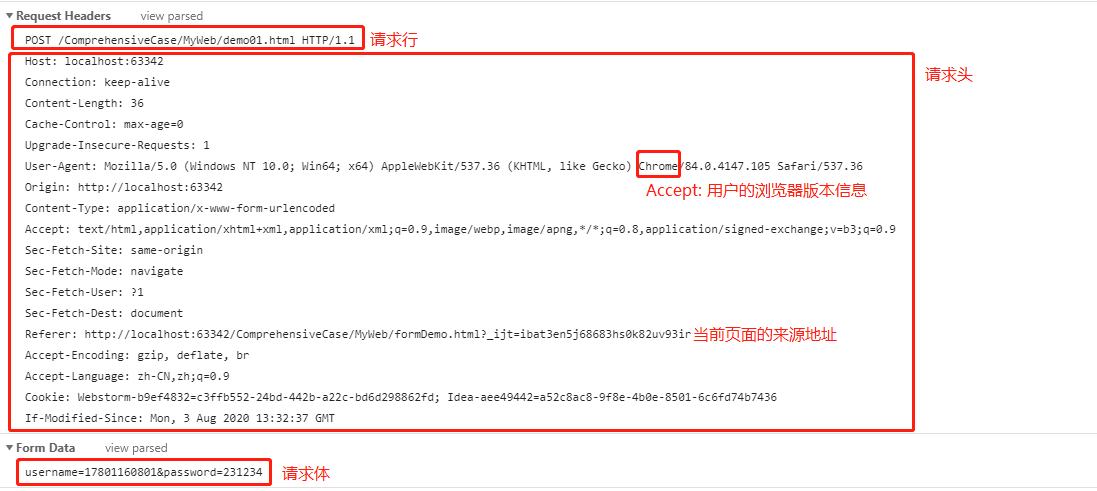 Request Headers view parsed
POST /ComprehensiveCase/MyWeb/demo01.html HTTP/1.1 请求行
Host: localhost:63342
请求头
Connection: keep-alive
Content-Length: 36
Cache-Control: max-age=0
Upgrade-Insecure-Requests: 1
User-Agent: Mozilla/5.0 (Windows NT 10.0; Win64; x64) AppleWebKit/537.36 (KHTML, like Gecko) Chrome/84.0.4147.105 Safari/537.36
Origin: http://localhost:63342
Accept: 用户的浏览器版本信息
Content-Type: application/x-www-form-urlencoded
Accept: text/html,application/xhtml+xml,application/xml;q=0.9,image/webp,image/apng,*/*;q=0.8,application/signed-exchange;v=b3;q=0.9
Sec-Fetch-Site: same-origin
Sec-Fetch-Mode: navigate
Sec-Fetch-User: ?1
Sec-Fetch-Dest: document
Referer: http://localhost:63342/ComprehensiveCase/MyWeb/formDemo.html?_ijt=ibat3en5j68683hs0k82uv93ir 当前页面的来源地址
Accept-Encoding: gzip, deflate, br
Accept-Language: zh-CN,zh;q=0.9
Cookie: Webstorm-b9ef4832=c3ffb552-24bd-442b-a22c-bd6d298862fd; Idea-aee49442=a52c8ac8-9f8e-4b0e-8501-6c6fd74b7436
If-Modified-Since: Mon, 3 Aug 2020 13:32:37 GMT
Form Data view parsed
username=17801160801&password=231234 请求体